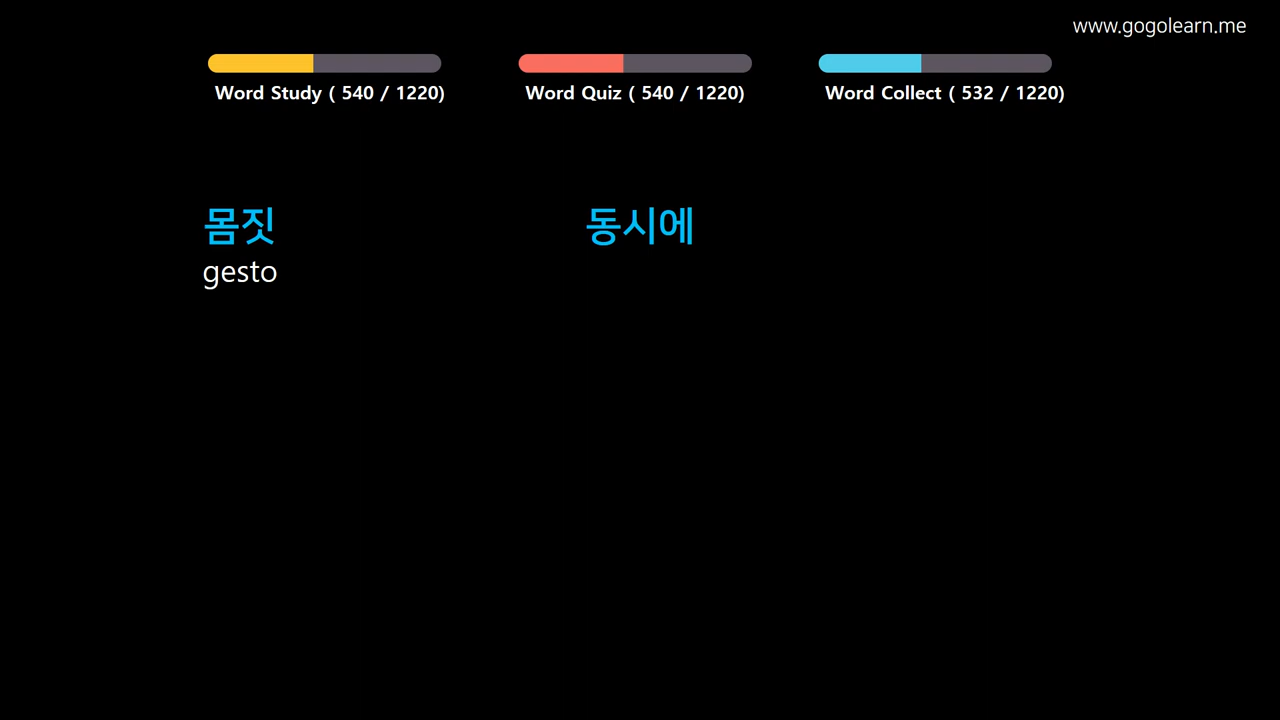 www.gogolearn.me
Word Study ( 540 / 1220)
Word Quiz ( 540 / 1220)
Word Collect ( 532 / 1220)
몸짓
동시에
gesto